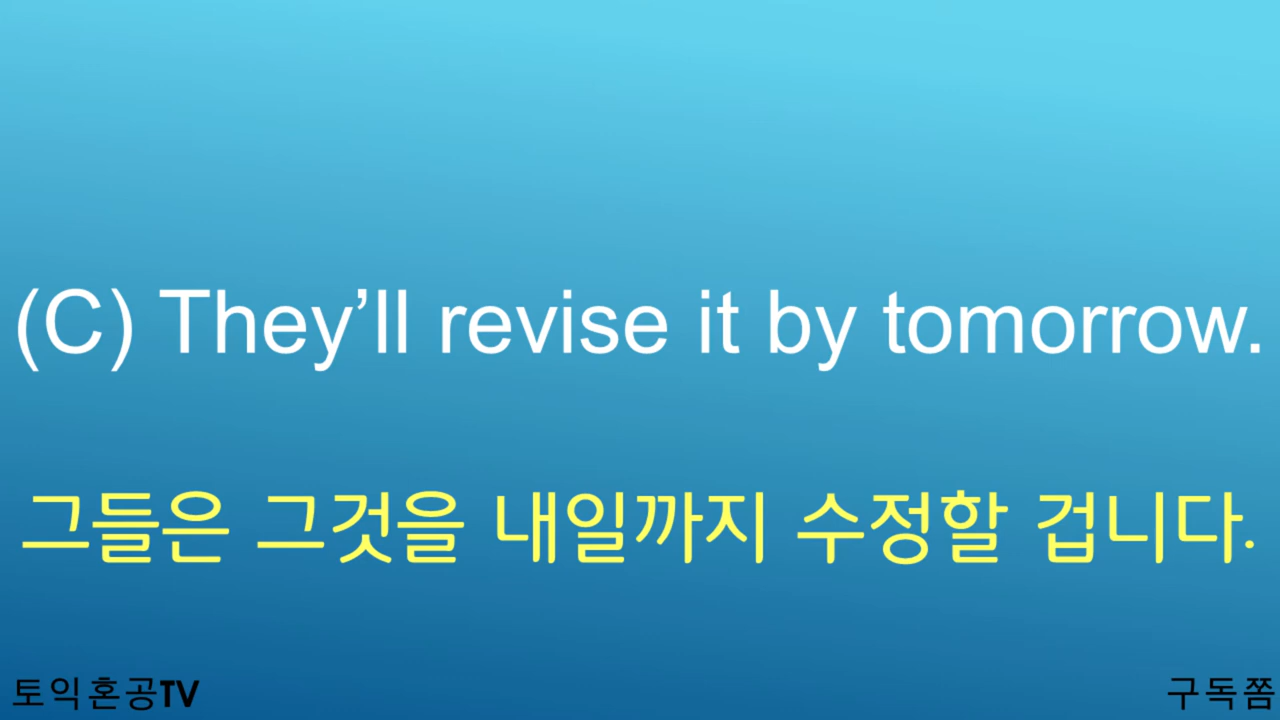 (C) They’ll revise it by tomorrow.
그들은 그것을 내일까지 수정할 겁니다.
토익혼공TV
구독쫌